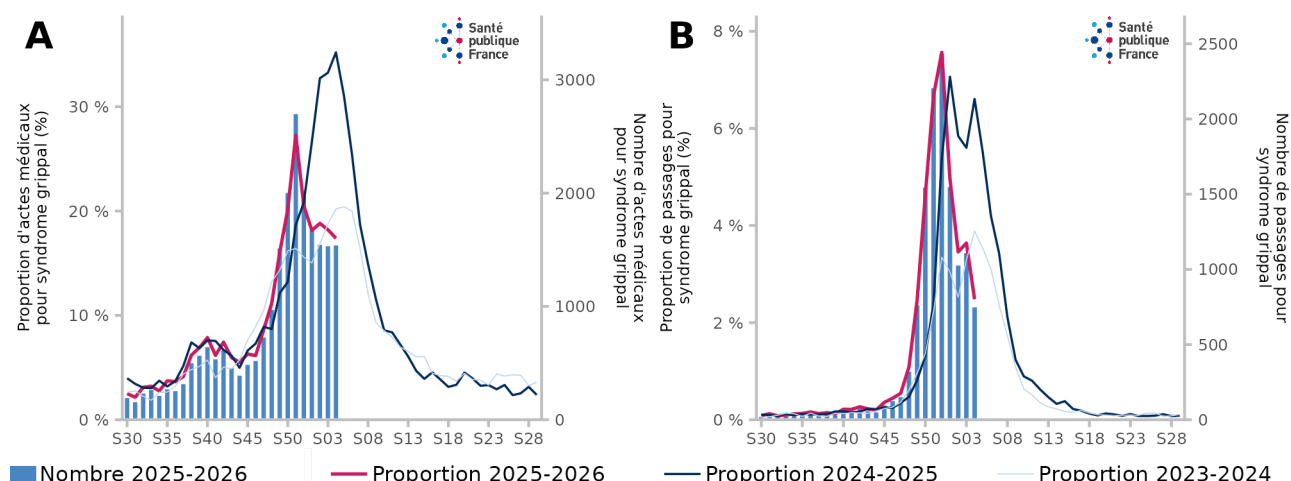 A
Santé
publique
France
Proportion d'actes médicaux
pour syndrome grippal (%)
30 %
20 %
10 %
0 %
3000
2000
1000
0
Nombre d'actes médicaux
pour syndrome grippal
S30 S35 S40 S45 S50 S03 S08 S13 S18 S23 S28
B
Santé
publique
France
Proportion de passages pour
syndrome grippal (%)
8 %
6 %
4 %
2 %
0 %
2500
2000
1500
1000
500
0
Nombre de passages pour
syndrome grippal
S30 S35 S40 S45 S50 S03 S08 S13 S18 S23 S28
Nombre 2025-2026 Proportion 2025-2026 Proportion 2024-2025 Proportion 2023-2024